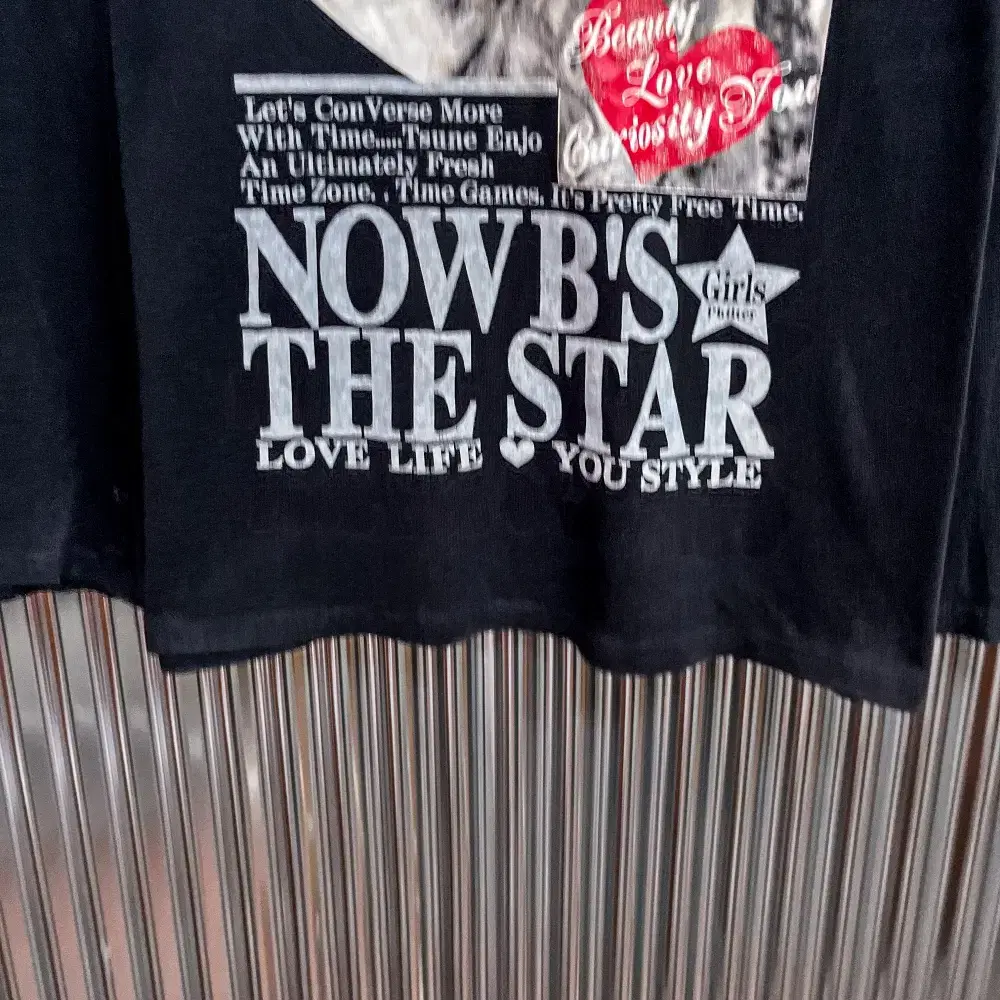 Beauty
Love
Curiosity
Let's ConVerse More
With Time.....Tsune Enjo
An Ultimately Fresh
Time Zone. . Time Games. It's Pretty Free Time.
NOW B'S
Girls
THE STAR
LOVE LIFE ♥ YOU STYLE